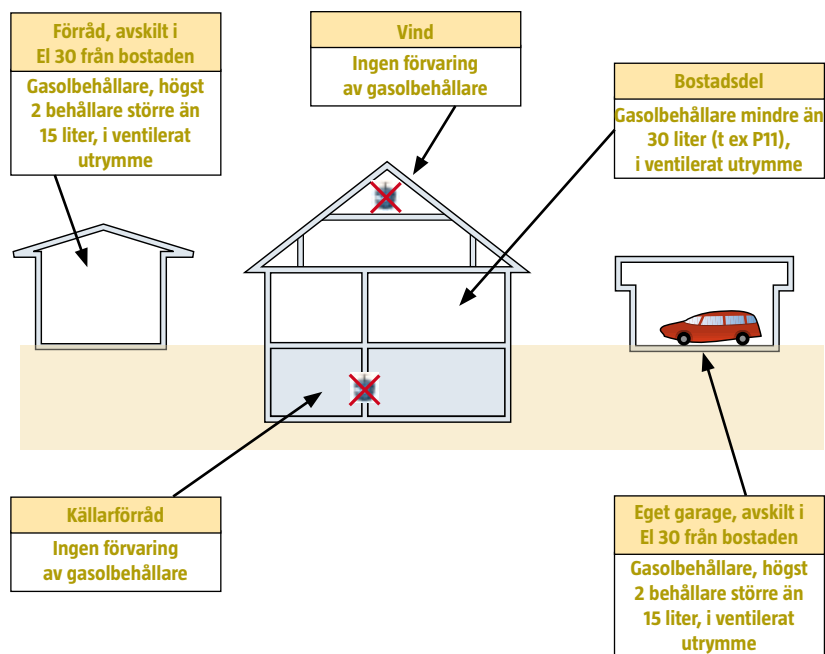 Förråd, avskilt i
EI 30 från bostaden
Gasolbehållare, högst
2 behållare större än
15 liter, i ventilerat
utrymme
Vind
Ingen förvaring
av gasolbehållare
Bostadsdel
Gasolbehållare mindre än
30 liter (t ex P11),
i ventilerat utrymme
Källarförråd
Ingen förvaring
av gasolbehållare
Eget garage, avskilt i
EI 30 från bostaden
Gasolbehållare, högst
2 behållare större än
15 liter, i ventilerat
utrymme